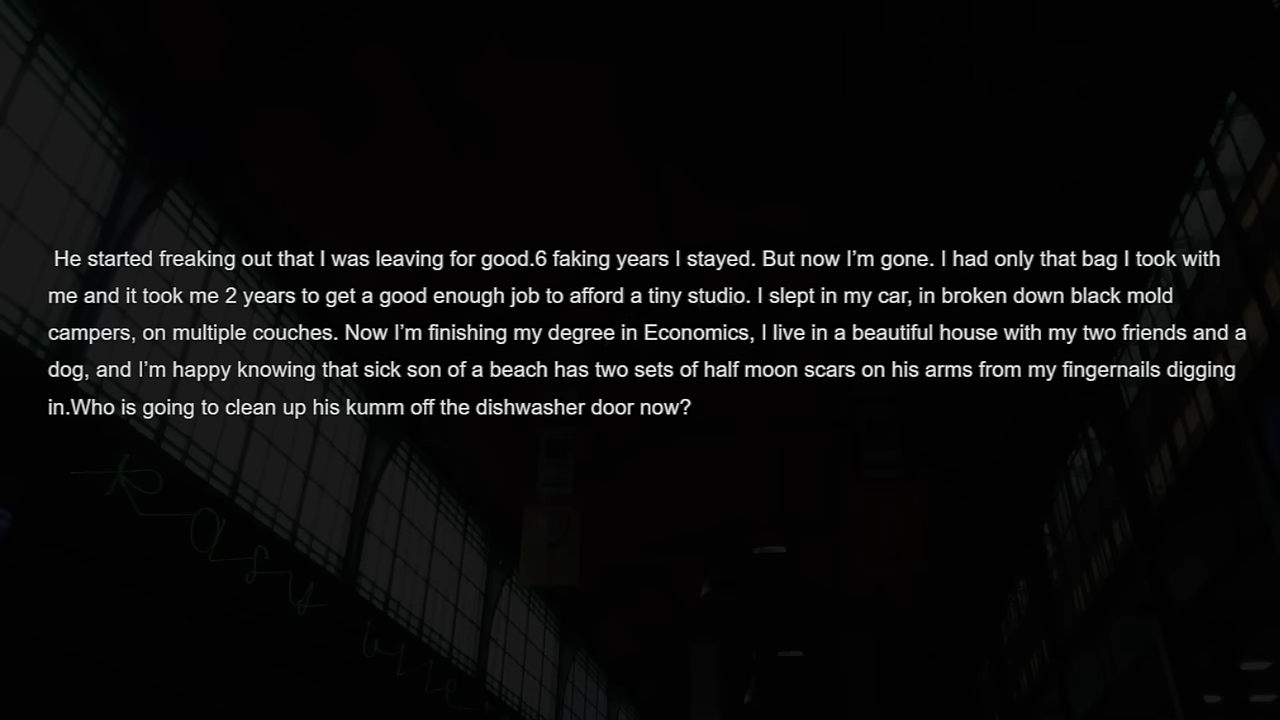 He started freaking out that I was leaving for good.6 faking years I stayed. But now I’m gone. I had only that bag I took with
me and it took me 2 years to get a good enough job to afford a tiny studio. I slept in my car, in broken down black mold
campers, on multiple couches. Now I’m finishing my degree in Economics, I live in a beautiful house with my two friends and a
dog, and I’m happy knowing that sick son of a beach has two sets of half moon scars on his arms from my fingernails digging
in.Who is going to clean up his kumm off the dishwasher door now?